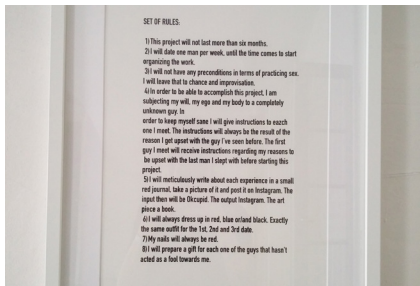 SET OF RULES:
1) This project will not last more than six months.
2) I will date one man per week, until the time comes to start
organizing the work.
3) I will not have any preconditions in terms of practicing sex.
I will leave that to chance and improvisation.
4) In order to be able to accomplish this project, I am
subjecting my will, my ego and my body to a completely
unknown guy. In
order to keep myself sane I will give instructions to eazch
one I meet. The instructions will always be the result of the
reason I get upset with the guy I've seen before. The first
guy I meet will receive instructions regarding my reasons to
be upset with the last man I slept with before starting this
project.
5) I will meticulously write about each experience in a small
red journal, take a picture of it and post it on Instagram. The
input then will be Okcupid. The output Instagram. The art
piece a book.
6) I will always dress up in red, blue or/and black. Exactly
the same outfit for the 1st, 2nd and 3rd date.
7) My nails will always be red.
8) I will prepare a gift for each one of the guys that hasn't
acted as a fool towards me.